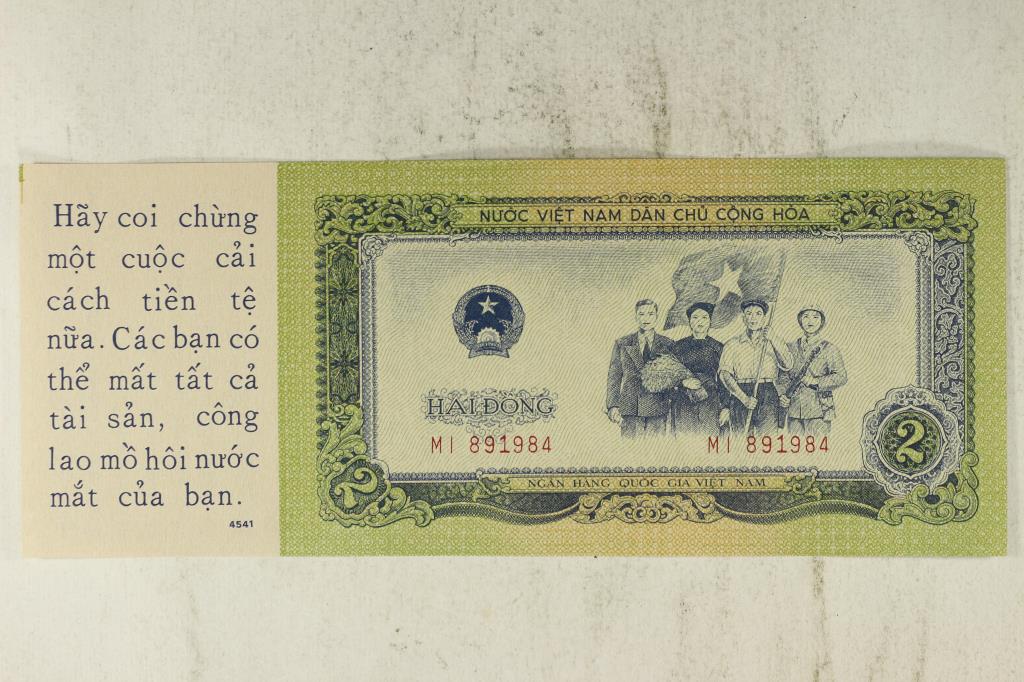 Hãy coi chừng
một cuộc cải
cách tiền tệ
nữa. Các bạn có
thể mất tất cả
tài sản, công
lao mồ hôi nước
mắt của bạn.
4541
NƯỚC VIỆT NAM DÂN CHỦ CỘNG HÒA
HAI ĐỒNG
MI 891984 MI 891984
2 2
NGÂN HÀNG QUỐC GIA VIỆT NAM